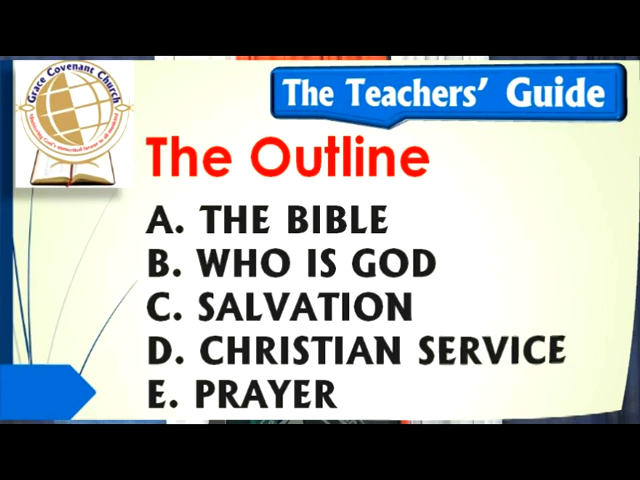 Grace Covenant Church
The Teachers' Guide
The Outline
A. THE BIBLE
B. WHO IS GOD
C. SALVATION
D. CHRISTIAN SERVICE
E. PRAYER